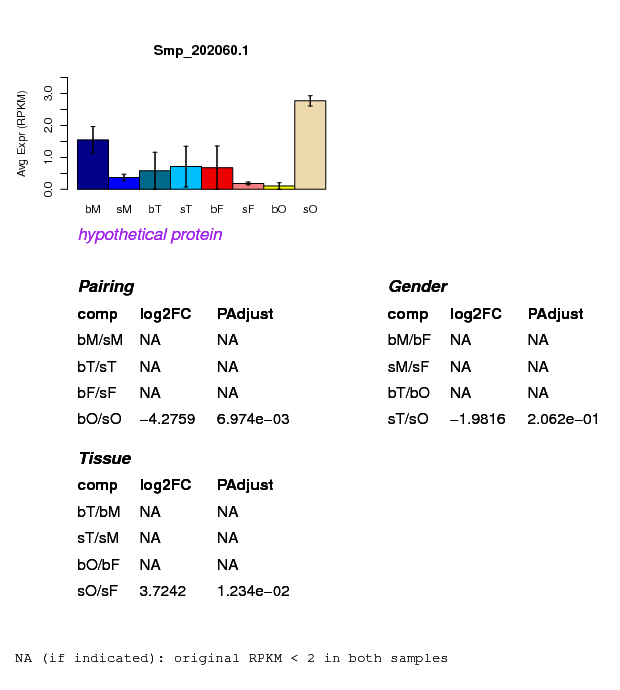 Smp_202060.1
Avg Expr (RPKM)
0.0 1.0 2.0 3.0
bM sM bT sT bF sF bO sO
hypothetical protein
Pairing
comp log2FC PAdjust
bM/sM NA NA
bT/sT NA NA
bF/sF NA NA
bO/sO −4.2759 6.974e−03
Gender
comp log2FC PAdjust
bM/bF NA NA
sM/sF NA NA
bT/bO NA NA
sT/sO −1.9816 2.062e−01
Tissue
comp log2FC PAdjust
bT/bM NA NA
sT/sM NA NA
bO/bF NA NA
sO/sF 3.7242 1.234e−02
NA (if indicated): original RPKM < 2 in both samples